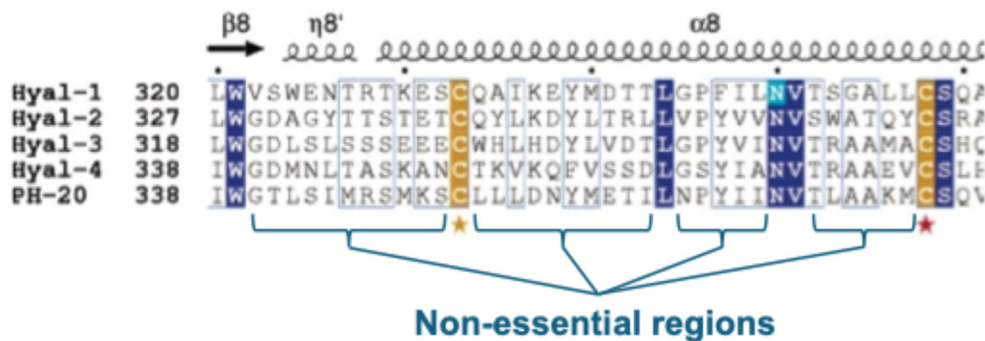 β8 η8' α8
Hyal-1 320 LWVSWENTRTKESCQAIKEYMDTTLGPFILNVTSGALLCSQA
Hyal-2 327 LWGDAGYTTSTETCQYLKDYLTRLLVPYVVNVSWATQYCSRA
Hyal-3 318 LWGDLSLSSSEEECWHLHDYLVDTLGPYVINVTRAAMACSHQ
Hyal-4 338 IWGDMNLTASKANCTKVKQFVSSDLGSYIANVTRAAEVCSLH
PH-20 338 IWGTLSIMRSMKSCLLLDNYMETILNPYIINVTLAAKMCSQV
Non-essential regions